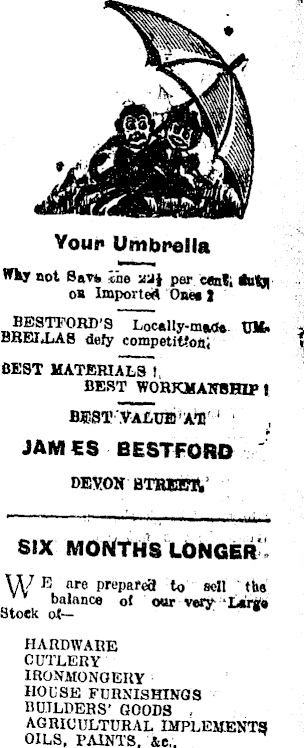 Your Umbrella
Why not Save the 22½ per cent. duty
on Imported Ones ?
BESTFORD'S Locally-made UM-
BRELLAS defy competition.
BEST MATERIALS !
BEST WORKMANSHIP !
BEST VALUE AT
JAMES BESTFORD
DEVON STREET.
SIX MONTHS LONGER
WE are prepared to sell the
balance of our very Large
Stock of—
HARDWARE
CUTLERY
IRONMONGERY
HOUSE FURNISHINGS
BUILDERS' GOODS
AGRICULTURAL IMPLEMENTS
OILS, PAINTS, &c.,